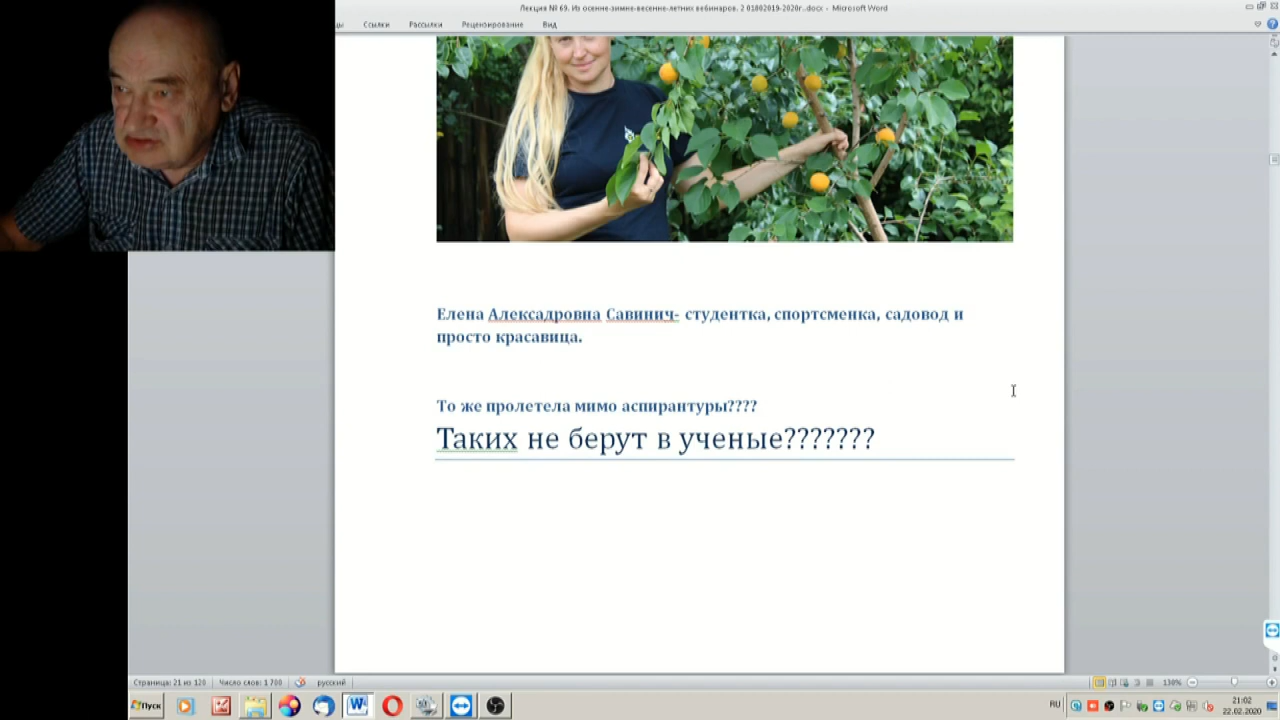 Лекция № 69. Из осенне-зимне-весенне-летних вебинаров. 2 01802019-2020г..docx - Microsoft Word
Ссылки Рассылки Рецензирование Вид
Елена Алексадровна Савинич- студентка, спортсменка, садовод и
просто красавица.
То же пролетела мимо аспирантуры????
Таких не берут в ученые???????
Страница: 21 из 120 Число слов: 1 700 русский 130%
Пуск RU 21:02
22.02.2020